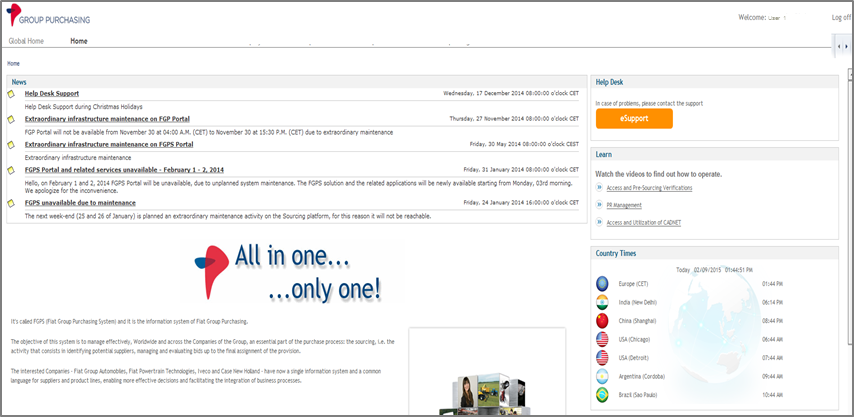 GROUP PURCHASING
Welcome: User 1
Log off
Global Home
Home
Home
News
Help Desk Support
Wednesday, 17 December 2014 08:00:00 o'clock CET
Help Desk Support during Christmas Holidays
Extraordinary infrastructure maintenance on FGP Portal
Thursday, 27 November 2014 08:00:00 o'clock CET
FGP Portal will not be available from November 30 at 04:00 A.M. (CET) to November 30 at 15:30 P.M. (CET) due to extraordinary maintenance
Extraordinary infrastructure maintenance on FGPS Portal
Friday, 30 May 2014 08:00:00 o'clock CEST
Extraordinary infrastructure maintenance
FGPS Portal and related services unavailable - February 1 - 2, 2014
Friday, 31 January 2014 08:00:00 o'clock CET
Hello, on February 1 and 2, 2014 FGPS Portal will be unavailable, due to unplanned system maintenance. The FGPS solution and the related applications will be newly available starting from Monday, 03rd morning.
We apologize for the inconvenience.
FGPS unavailable due to maintenance
Friday, 24 January 2014 16:00:00 o'clock CET
The next week-end (25 and 26 of January) is planned an extraordinary maintenance activity on the Sourcing platform, for this reason it will not be reachable.
All in one...
...only one!
It's called FGPS (Fiat Group Purchasing System) and it is the information system of Fiat Group Purchasing.
The objective of this system is to manage effectively, Worldwide and across the Companies of the Group, an essential part of the purchase process: the sourcing, i.e. the
activity that consists in identifying potential suppliers, managing and evaluating bids up to the final assignment of the provision.
The Interested Companies - Fiat Group Automobiles, Fiat Powertrain Technologies, Iveco and Case New Holland - have now a single information system and a common
language for suppliers and product lines, enabling more effective decisions and facilitating the integration of business processes.
Help Desk
In case of problems, please contact the support
eSupport
Learn
Watch the videos to find out how to operate.
Access and Pre-Sourcing Verifications
PR Management
Access and Utilization of CADNET
Country Times
Today 02/09/2015 01:44:51 PM
Europe (CET) 01:44 PM
India (New Delhi) 06:14 PM
China (Shanghai) 08:44 PM
USA (Chicago) 06:44 AM
USA (Detroit) 07:44 AM
Argentina (Cordoba) 09:44 AM
Brazil (Sao Paulo) 10:44 AM